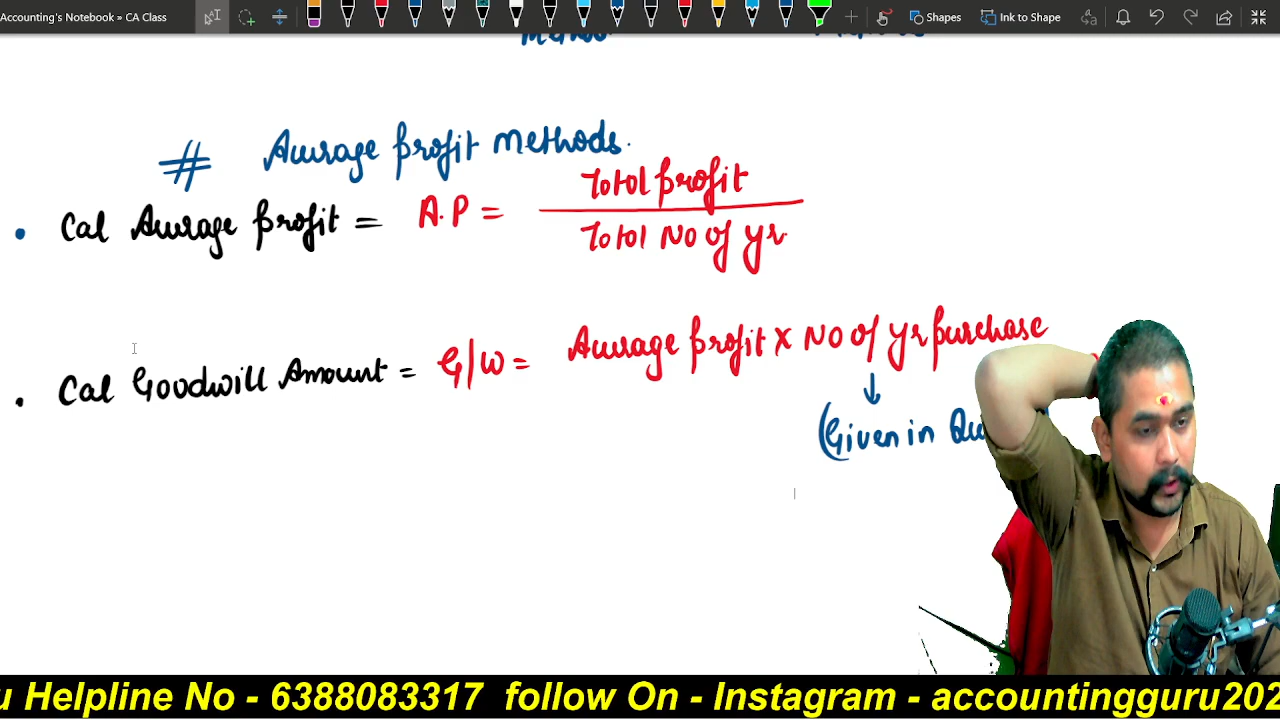 Accounting's Notebook » CA Class
Shapes
Ink to Shape
# Average profit methods.
• Cal Average profit = A.P = Total profit
Total No of yr
• Cal Goodwill Amount = G/W = Average profit x No of yr purchase
↓
(Given in
u Helpline No - 6388083317 follow On - Instagram - accountingguru202